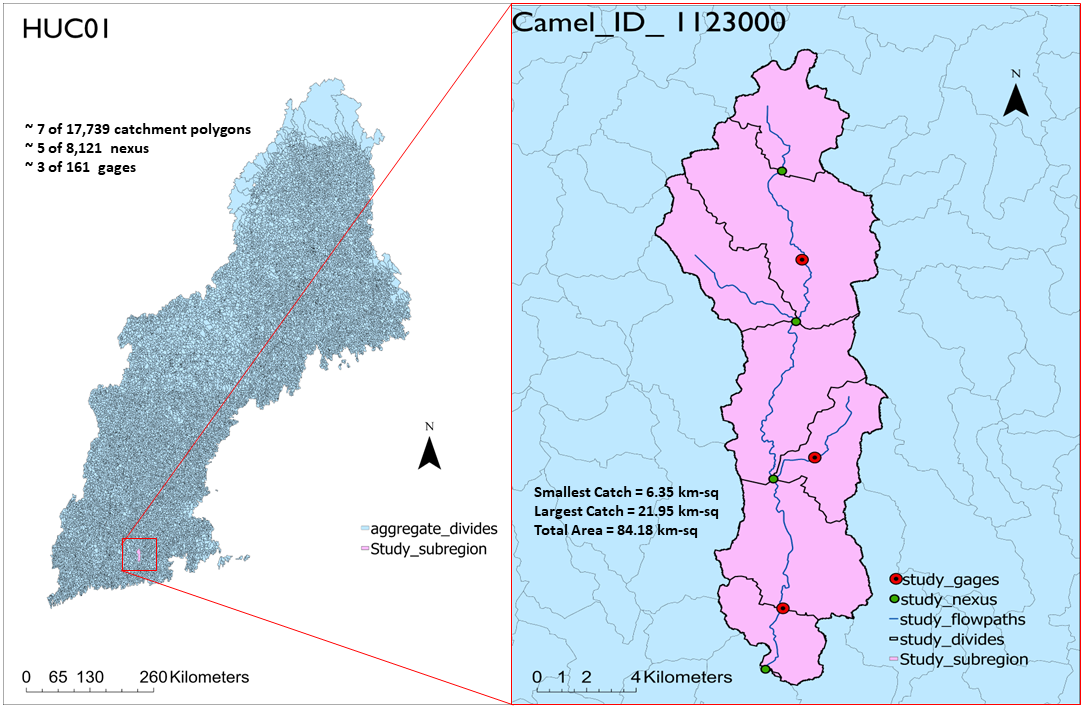 HUC01
~ 7 of 17,739 catchment polygons
~ 5 of 8,121 nexus
~ 3 of 161 gages
N
aggregate_divides
Study_subregion
0 65 130 260 Kilometers
Camel_ID_ 1123000
N
Smallest Catch = 6.35 km-sq
Largest Catch = 21.95 km-sq
Total Area = 84.18 km-sq
study_gages
study_nexus
study_flowpaths
study_divides
Study_subregion
0 1 2 4 Kilometers